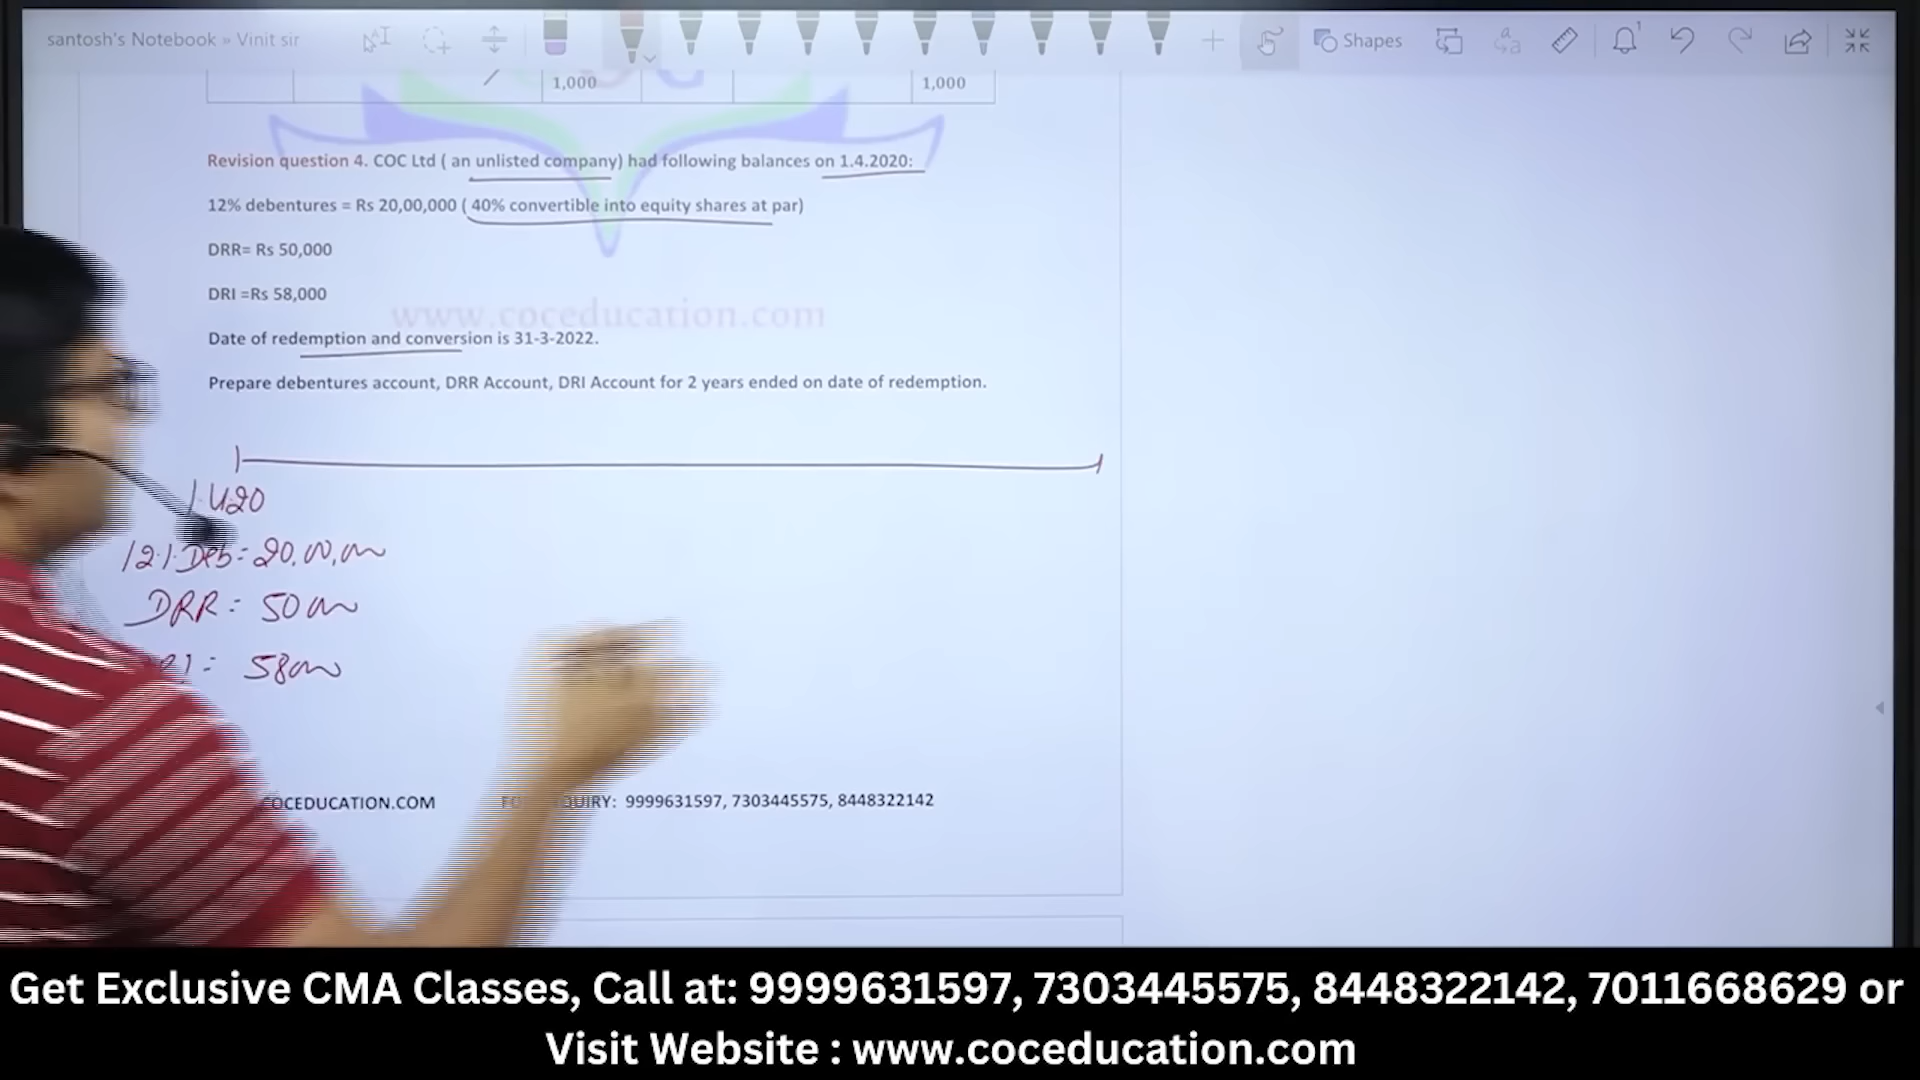 santosh's Notebook » Vinit sir
Shapes
1,000 1,000
Revision question 4. COC Ltd ( an unlisted company) had following balances on 1.4.2020:
12% debentures = Rs 20,00,000 ( 40% convertible into equity shares at par)
DRR= Rs 50,000
DRI =Rs 58,000
www.coceducation.com
Date of redemption and conversion is 31-3-2022.
Prepare debentures account, DRR Account, DRI Account for 2 years ended on date of redemption.
1.4.20
12% Deb = 20,00,000
DRR = 50000
= 58000
COCEDUCATION.COM 9999631597, 7303445575, 8448322142
Get Exclusive CMA Classes, Call at: 9999631597, 7303445575, 8448322142, 7011668629 or
Visit Website : www.coceducation.com